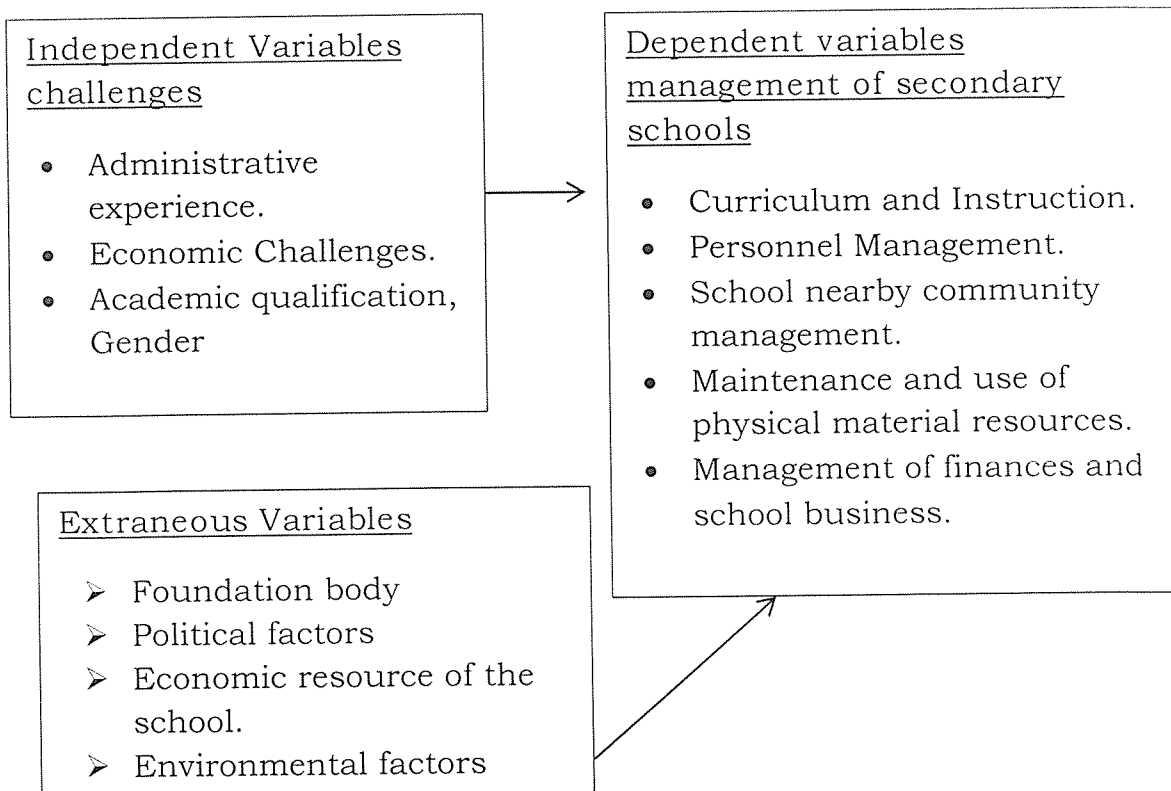 Independent Variables
challenges
• Administrative
experience.
• Economic Challenges.
• Academic qualification,
Gender
Dependent variables
management of secondary
schools
• Curriculum and Instruction.
• Personnel Management.
• School nearby community
management.
• Maintenance and use of
physical material resources.
• Management of finances and
school business.
Extraneous Variables
➢ Foundation body
➢ Political factors
➢ Economic resource of the
school.
➢ Environmental factors